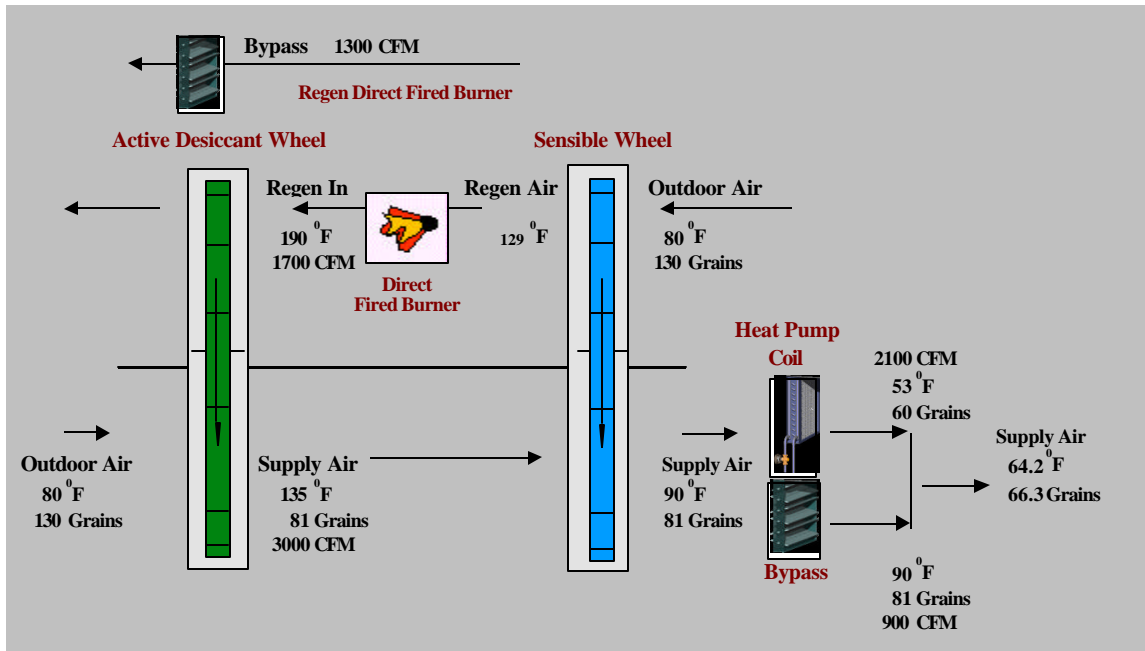 Bypass 1300 CFM
Regen Direct Fired Burner
Active Desiccant Wheel
Sensible Wheel
Regen In
190 ⁰F
1700 CFM
Regen Air
129 ⁰F
Outdoor Air
80 ⁰F
130 Grains
Direct
Fired Burner
Heat Pump
Coil
2100 CFM
53 ⁰F
60 Grains
Outdoor Air
80 ⁰F
130 Grains
Supply Air
135 ⁰F
81 Grains
3000 CFM
Supply Air
90 ⁰F
81 Grains
Supply Air
64.2 ⁰F
66.3 Grains
Bypass
90 ⁰F
81 Grains
900 CFM